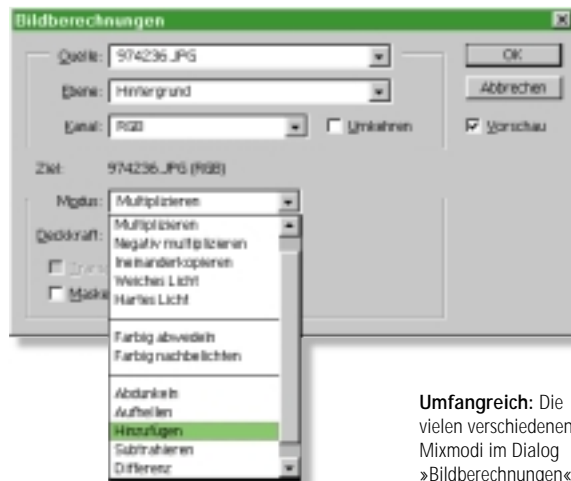 Bildberechnungen
Quelle: 974236.JPG
OK
Ebene: Hintergrund
Abbrechen
Kanal: RGB
Umkehren
Vorschau
Ziel: 974236.JPG (RGB)
Modus: Multiplizieren
Deckkraft:
Multiplizieren
Negativ multiplizieren
Ineinanderkopieren
Weiches Licht
Hartes Licht
Maske
Farbig abwedeln
Farbig nachbelichten
Abdunkeln
Aufhellen
Hinzufügen
Subtrahieren
Differenz
Umfangreich: Die
vielen verschiedenen
Mixmodi im Dialog
»Bildberechnungen«